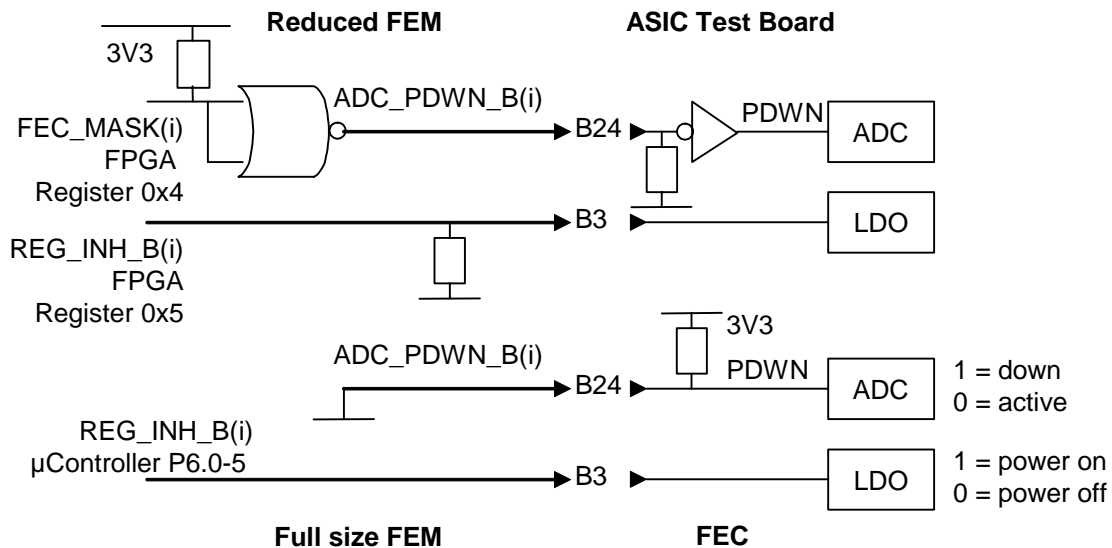 Reduced FEM
ASIC Test Board
3V3
ADC_PDWN_B(i)
FEC_MASK(i)
FPGA
Register 0x4
B24
PDWN
ADC
REG_INH_B(i)
FPGA
Register 0x5
B3
LDO
3V3
ADC_PDWN_B(i)
B24
PDWN
ADC
1 = down
0 = active
REG_INH_B(i)
µController P6.0-5
B3
LDO
1 = power on
0 = power off
Full size FEM
FEC